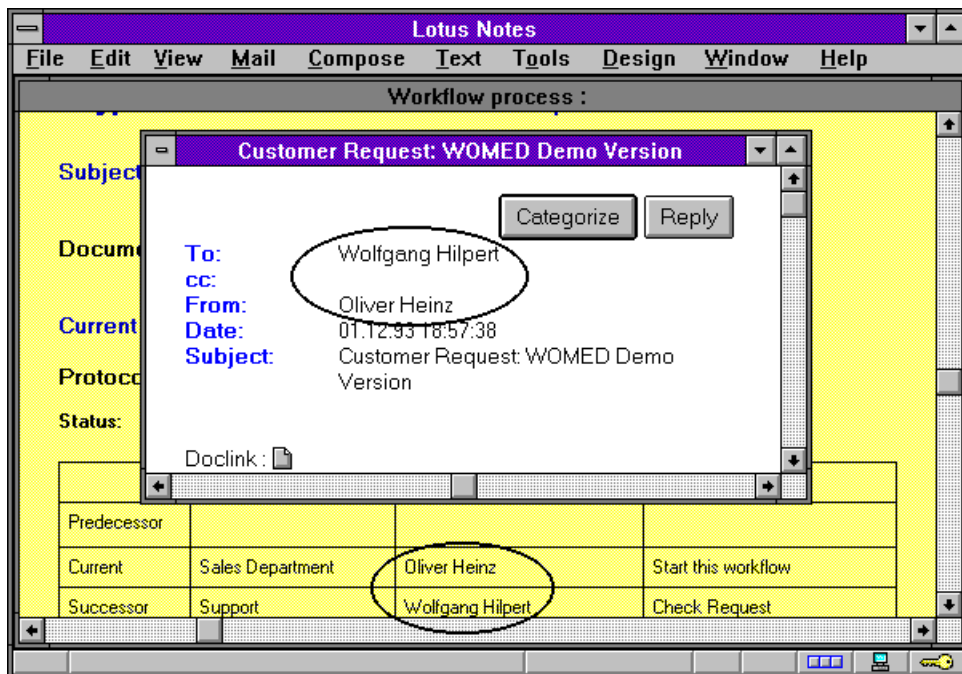 Lotus Notes
File Edit View Mail Compose Text Tools Design Window Help
Workflow process :
Customer Request: WOMED Demo Version
Subject
Categorize Reply
Docume
To: Wolfgang Hilpert
cc:
From: Oliver Heinz
Current
Date: 01.12.93 18:57:38
Subject: Customer Request: WOMED Demo
Version
Protoco
Status:
Doclink :
Predecessor
Current Sales Department Oliver Heinz Start this workflow
Successor Support Wolfgang Hilpert Check Request